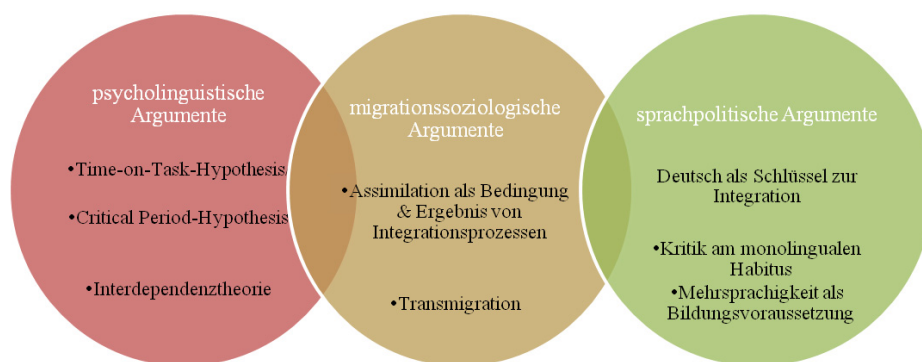 psycholinguistische
Argumente
•Time-on-Task-Hypothesis
•Critical Period-Hypothesis
•Interdependenztheorie
migrationssoziologische
Argumente
•Assimilation als Bedingung
& Ergebnis von
Integrationsprozessen
•Transmigration
sprachpolitische Argumente
Deutsch als Schlüssel zur
Integration
•Kritik am monolingualen
Habitus
•Mehrsprachigkeit als
Bildungsvoraussetzung